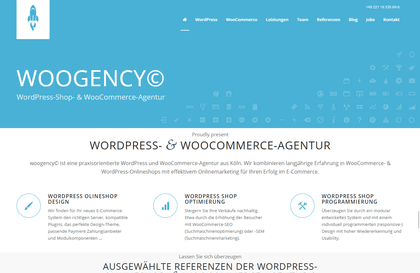 +49 221 16 820 69 0
WordPress WooCommerce Leistungen Team Referenzen Blog Jobs Kontakt
WOOGENCY©
WordPress-Shop- & WooCommerce-Agentur
Proudly present
WORDPRESS- & WOOCOMMERCE-AGENTUR
woogency© ist eine praxisorientierte WordPress und WooCommerce-Agentur aus Köln. Wir kombinieren langjährige Erfahrung in WooCommerce- &
WordPress-Onlineshops mit effektivem Onlinemarketing für Ihren Erfolg im E-Commerce.
WORDPRESS OLINESHOP
DESIGN
Wir finden für Ihr neues E-Commerce
System den richtigen Server, kompatible
Plugins, das perfekte Design-Theme,
passende Payment-Zahlungsanbieter
und Modulkomponenten ...
WORDPRESS SHOP
OPTIMIERUNG
Steigern Sie Ihre Verkäufe nachhaltig.
Etwa durch die Erhöhung der Besucher
mit WooCommerce-SEO
(Suchmaschinenoptimierung) oder -SEM
(Suchmaschinenmarketing).
WORDPRESS SHOP
PROGRAMMIERUNG
Überzeugen Sie durch ein modular
entwickeltes System und mit einem
individuell programmierten (responsive-)
Design mit hoher Wiedererkennung und
Usability.
Lassen Sie sich überzeugen
AUSGEWÄHLTE REFERENZEN DER WORDPRESS-